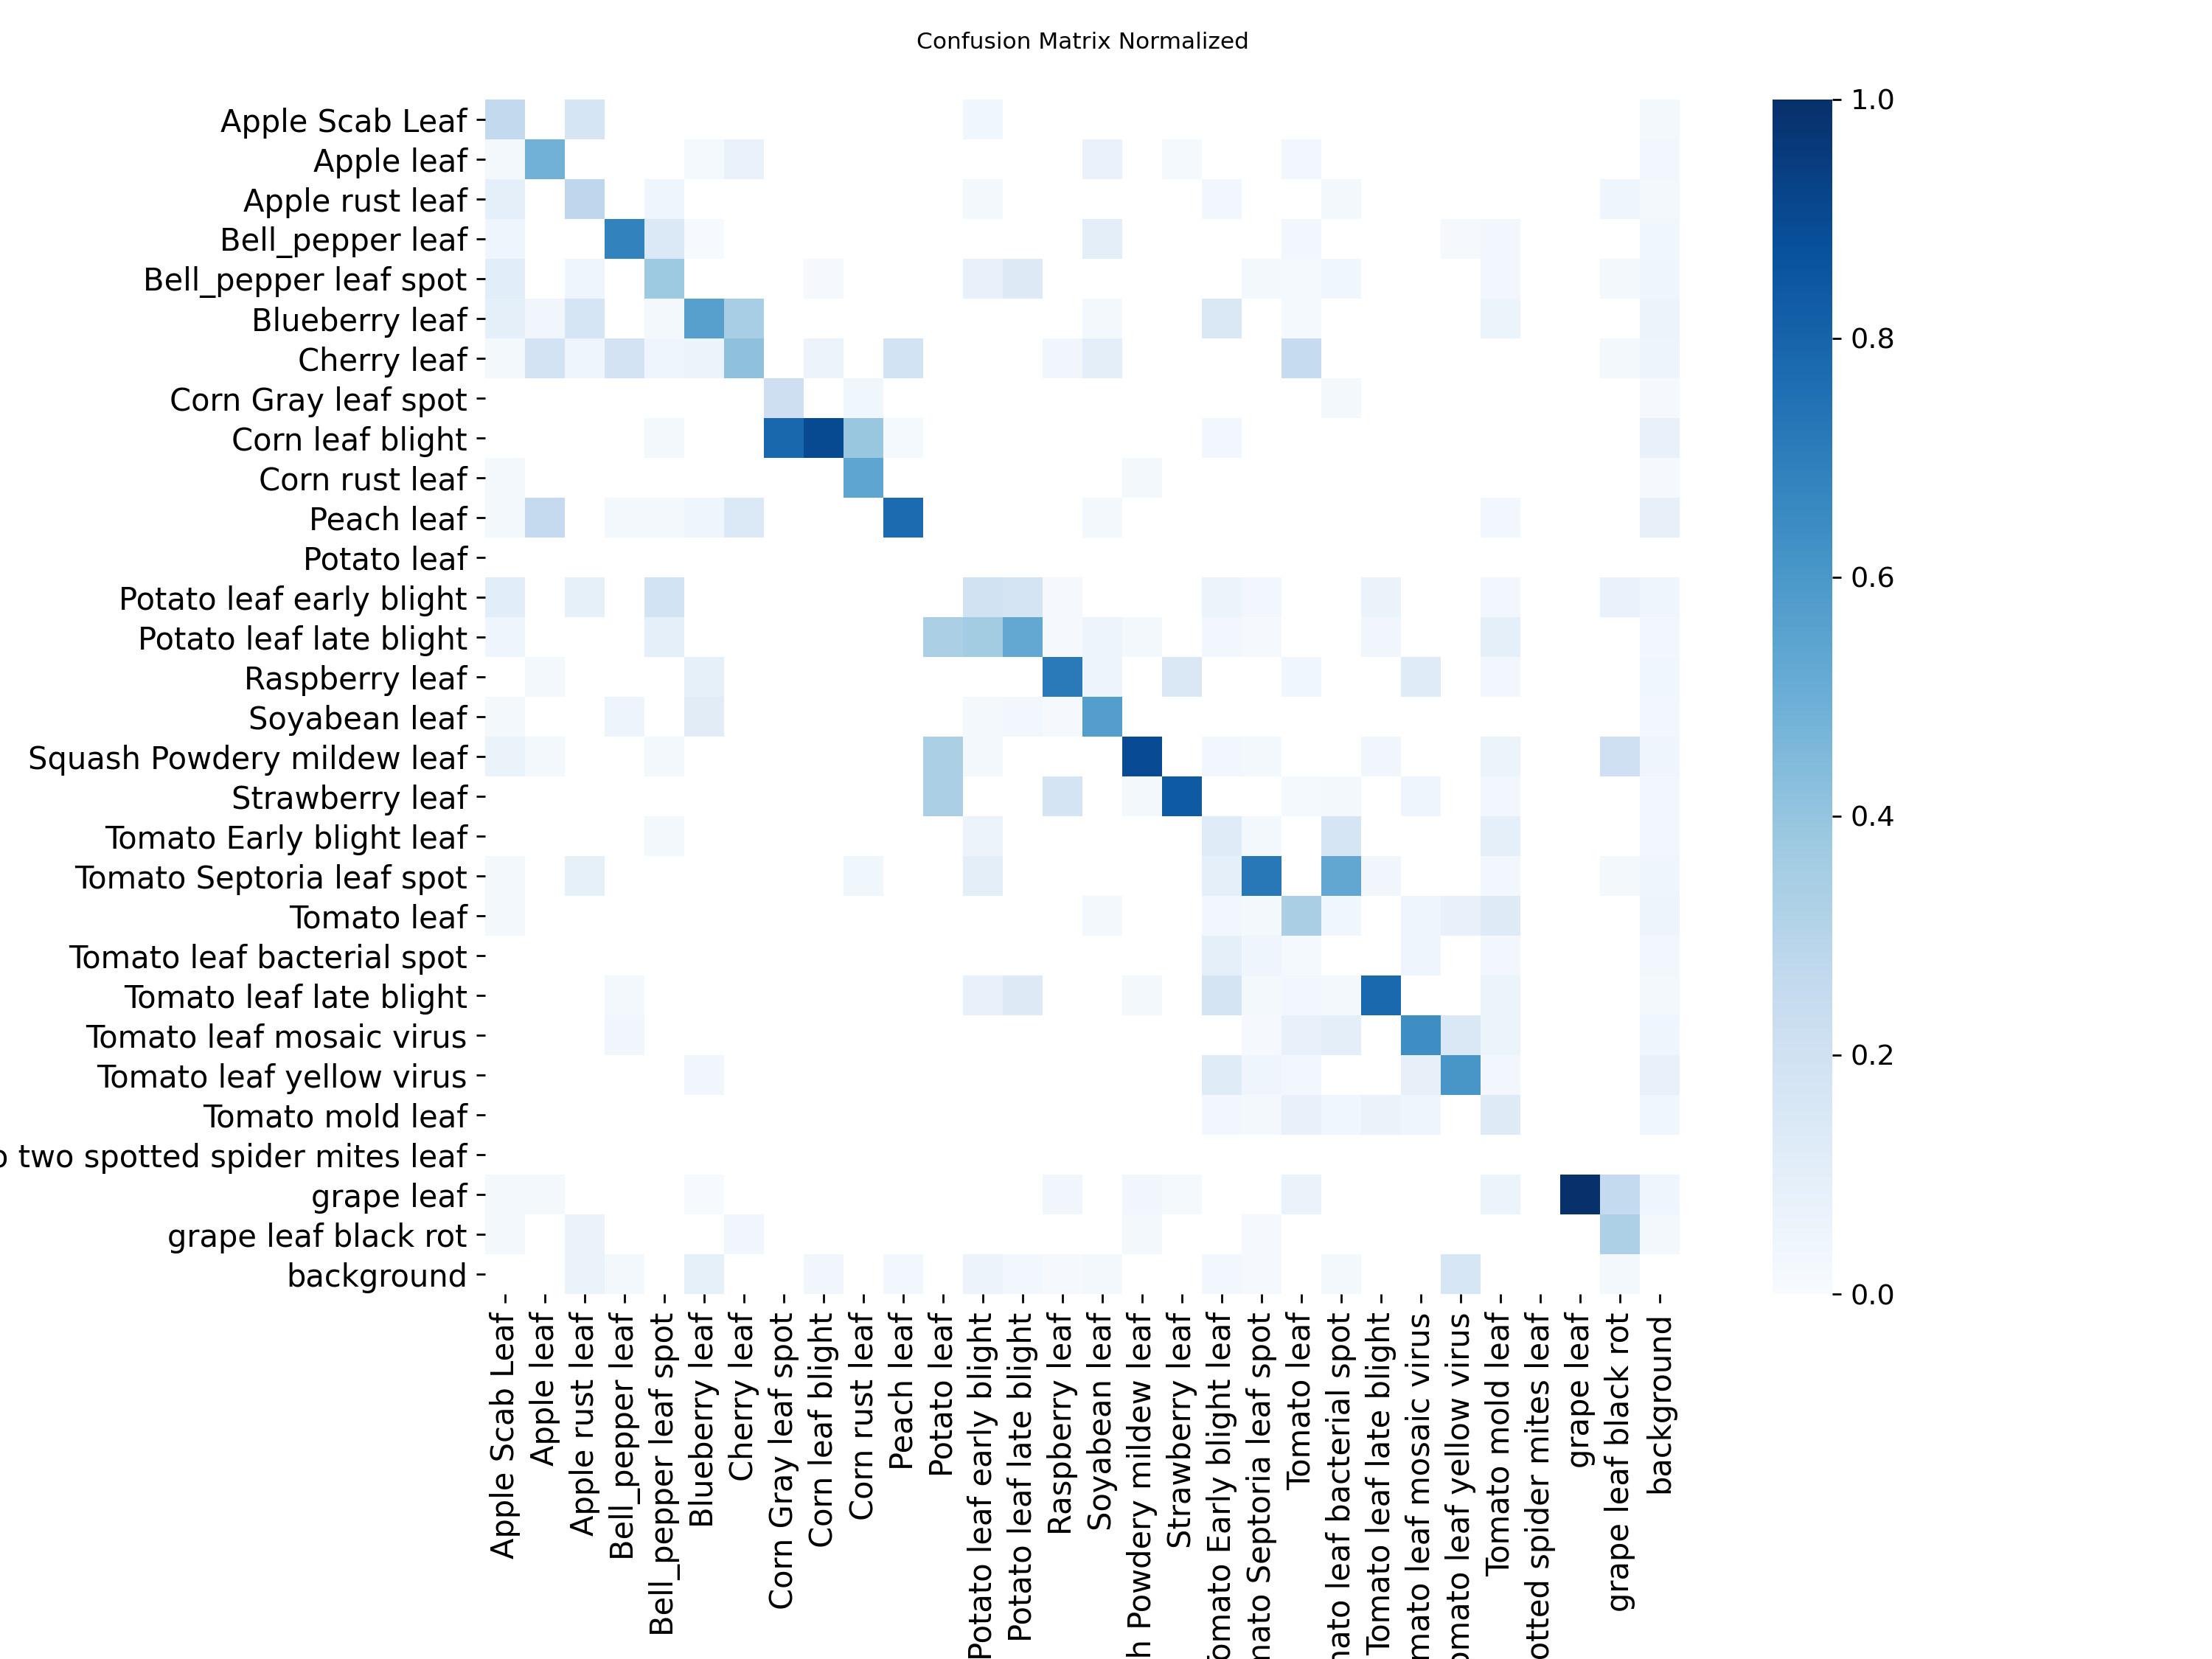 Confusion Matrix Normalized
Apple Scab Leaf
Apple leaf
Apple rust leaf
Bell_pepper leaf
Bell_pepper leaf spot
Blueberry leaf
Cherry leaf
Corn Gray leaf spot
Corn leaf blight
Corn rust leaf
Peach leaf
Potato leaf
Potato leaf early blight
Potato leaf late blight
Raspberry leaf
Soyabean leaf
Squash Powdery mildew leaf
Strawberry leaf
Tomato Early blight leaf
Tomato Septoria leaf spot
Tomato leaf
Tomato leaf bacterial spot
Tomato leaf late blight
Tomato leaf mosaic virus
Tomato leaf yellow virus
Tomato mold leaf
two spotted spider mites leaf
grape leaf
grape leaf black rot
background
Apple Scab Leaf
Apple leaf
Apple rust leaf
Bell_pepper leaf
Bell_pepper leaf spot
Blueberry leaf
Cherry leaf
Corn Gray leaf spot
Corn leaf blight
Corn rust leaf
Peach leaf
Potato leaf
Potato leaf early blight
Potato leaf late blight
Raspberry leaf
Soyabean leaf
h Powdery mildew leaf
Strawberry leaf
omato Early blight leaf
mato Septoria leaf spot
Tomato leaf
nato leaf bacterial spot
Tomato leaf late blight
mato leaf mosaic virus
omato leaf yellow virus
Tomato mold leaf
otted spider mites leaf
grape leaf
grape leaf black rot
background
1.0
0.8
0.6
0.4
0.2
0.0